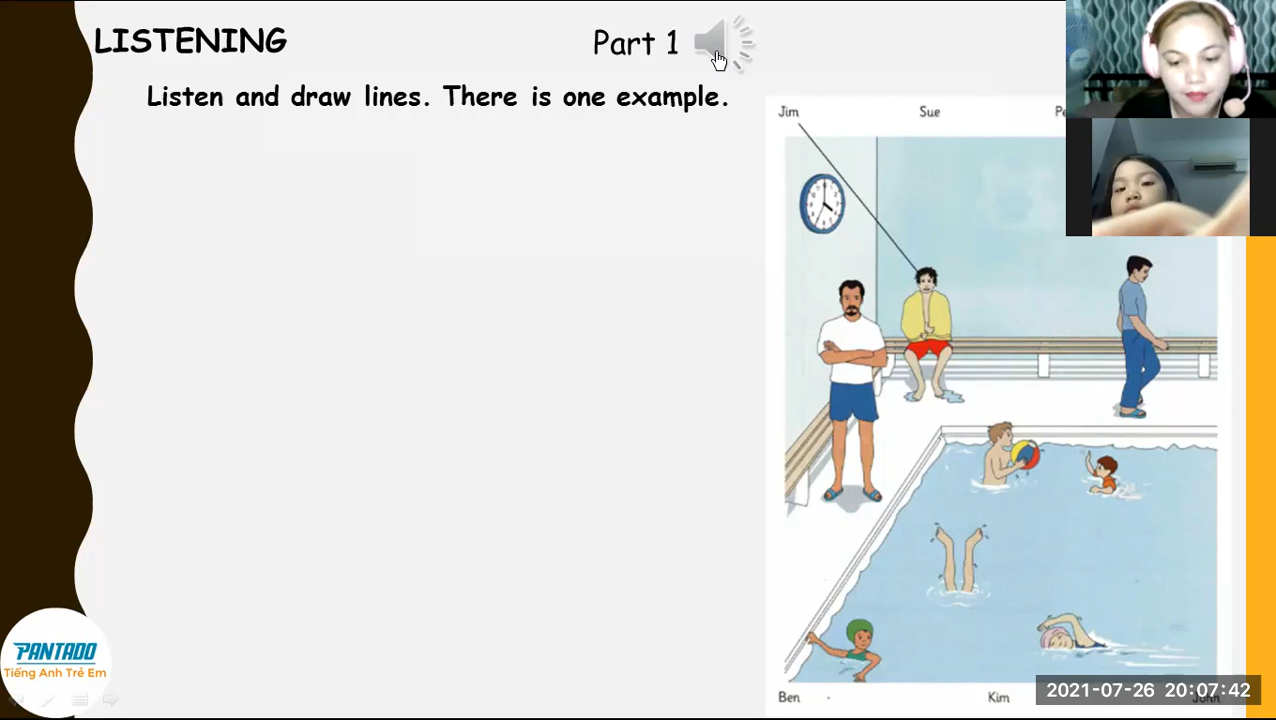 LISTENING
Part 1
Listen and draw lines. There is one example.
Jim Sue
PANTADO
Tiếng Anh Trẻ Em
Ben Kim
2021-07-26 20:07:42